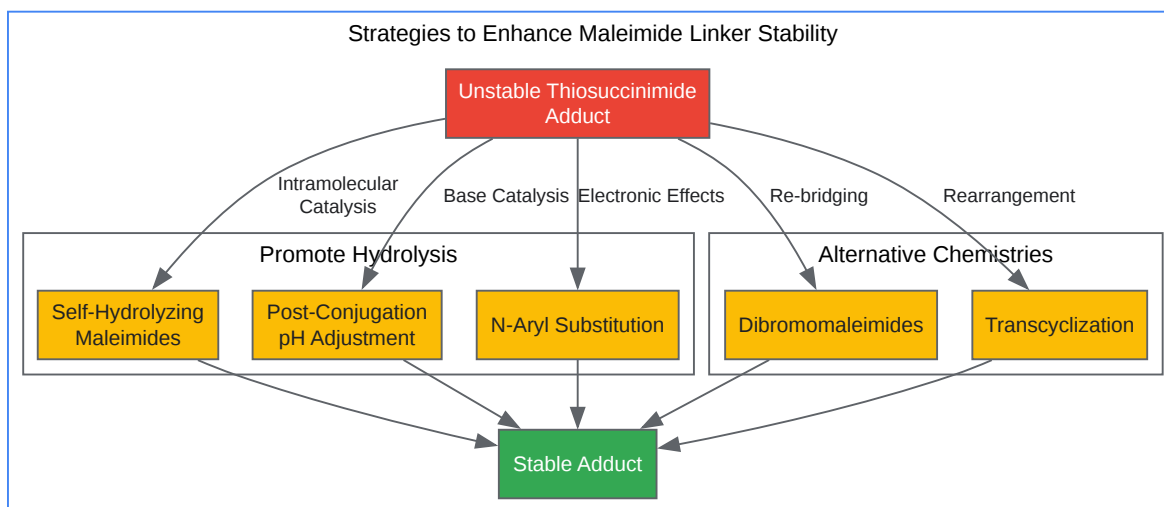 Strategies to Enhance Maleimide Linker Stability
Unstable Thiosuccinimide
Adduct
Intramolecular
Catalysis
Base Catalysis
Electronic Effects
Re-bridging
Rearrangement
Promote Hydrolysis
Alternative Chemistries
Self-Hydrolyzing
Maleimides
Post-Conjugation
pH Adjustment
N-Aryl Substitution
Dibromomaleimides
Transcyclization
Stable Adduct